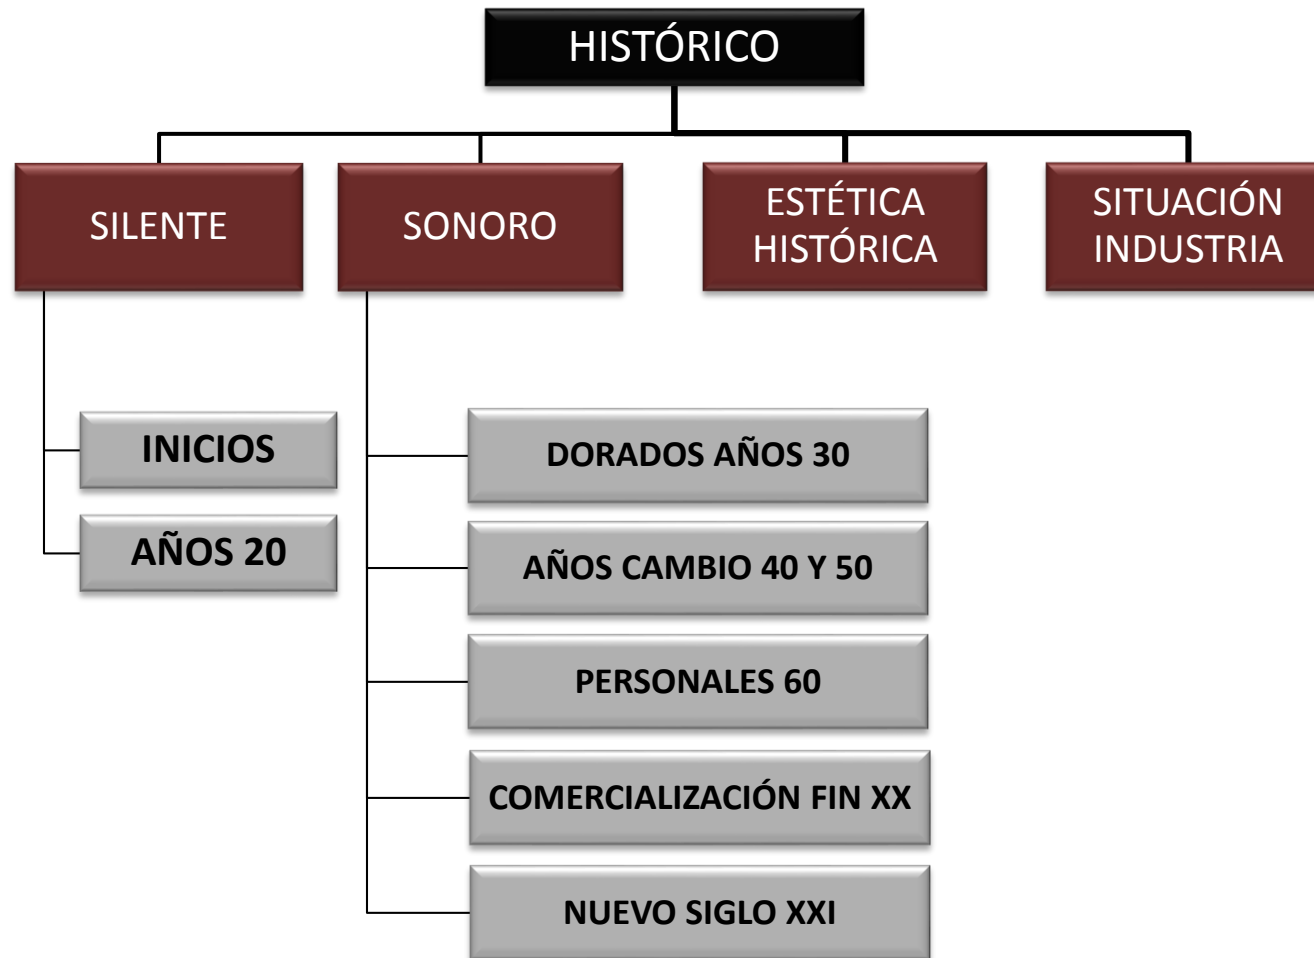 HISTÓRICO
SILENTE
SONORO
ESTÉTICA
HISTÓRICA
SITUACIÓN
INDUSTRIA
INICIOS
AÑOS 20
DORADOS AÑOS 30
AÑOS CAMBIO 40 Y 50
PERSONALES 60
COMERCIALIZACIÓN FIN XX
NUEVO SIGLO XXI